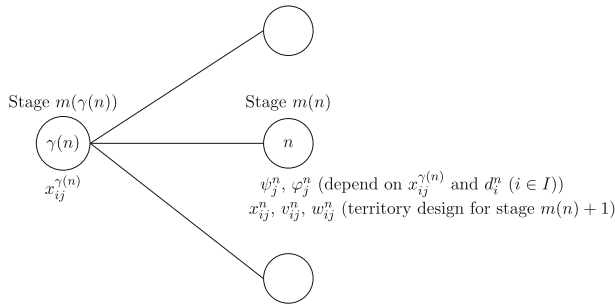 Stage m(γ(n))
Stage m(n)
γ(n)
n
x_{ij}^{γ(n)}
ψ_j^n, φ_j^n (depend on x_{ij}^{γ(n)} and d_i^n (i ∈ I))
x_{ij}^n, v_{ij}^n, w_{ij}^n (territory design for stage m(n) + 1)